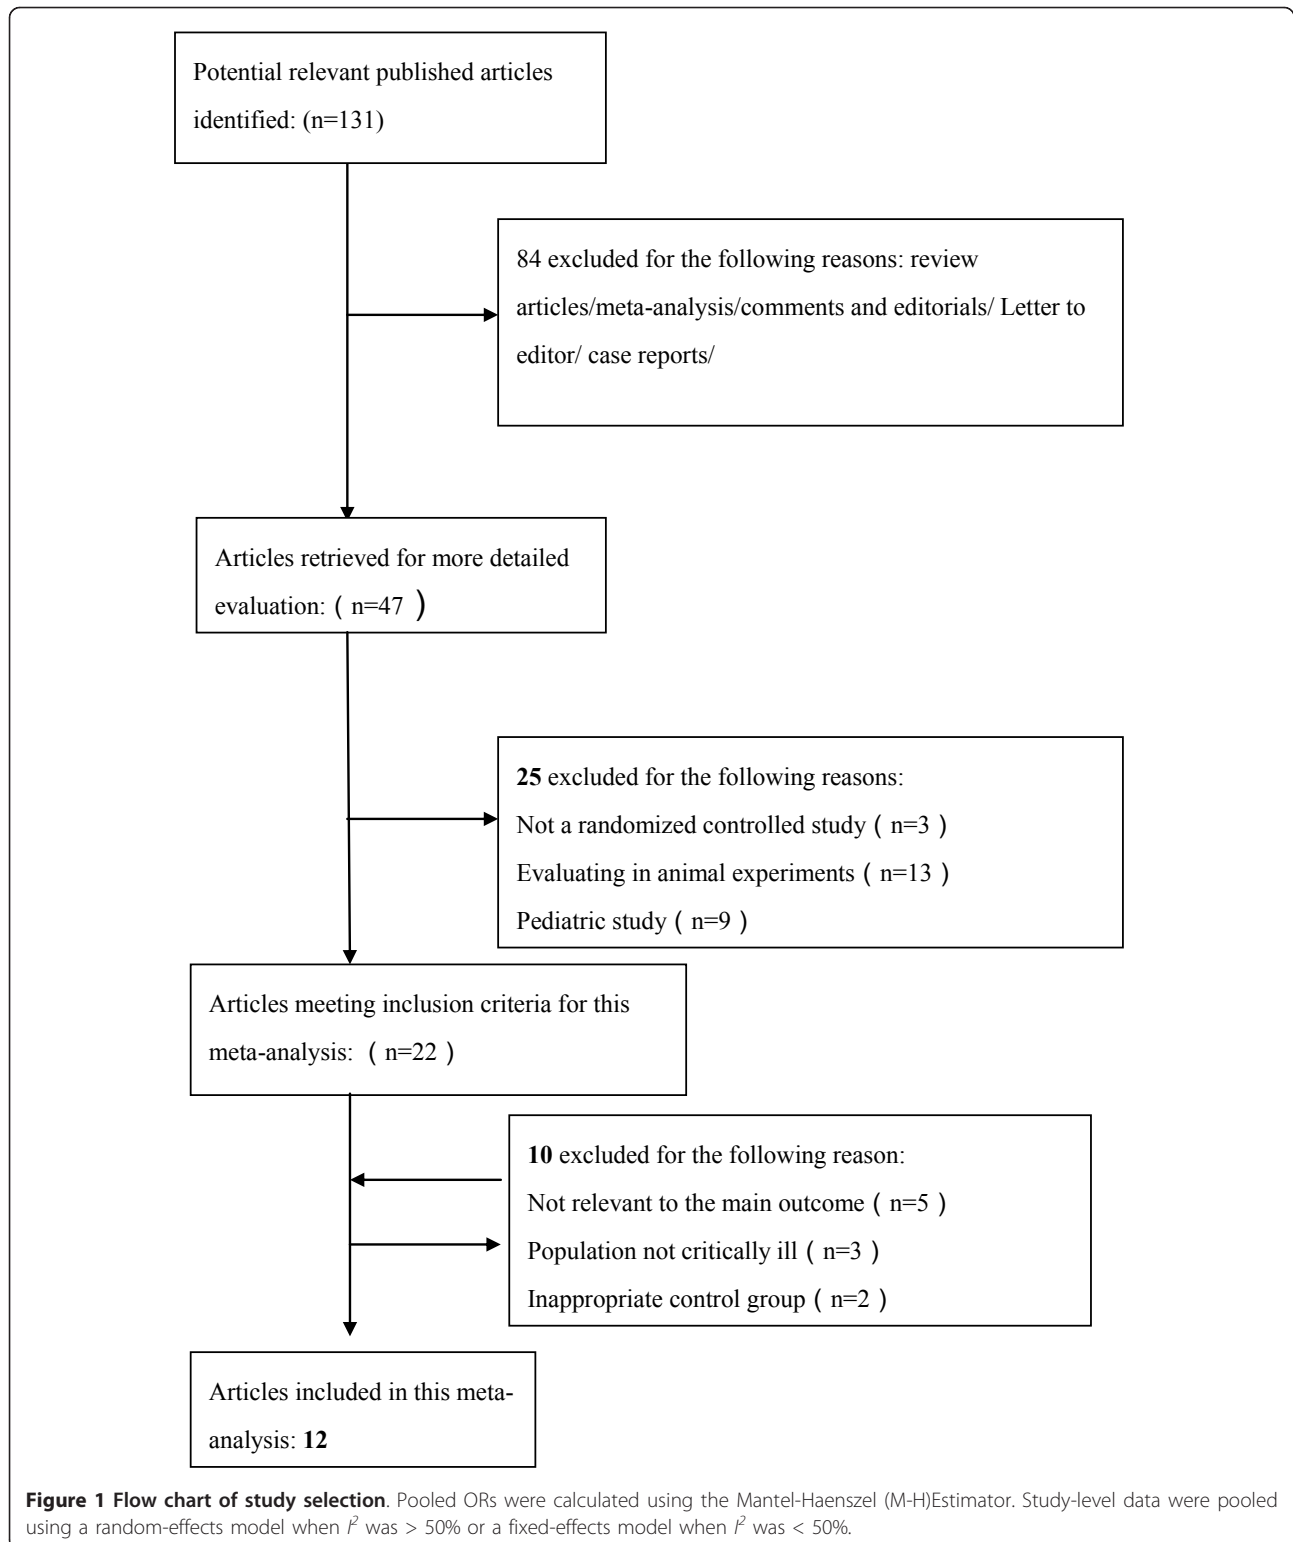 Potential relevant published articles
identified: (n=131)
84 excluded for the following reasons: review
articles/meta-analysis/comments and editorials/ Letter to
editor/ case reports/
Articles retrieved for more detailed
evaluation: ( n=47 )
25 excluded for the following reasons:
Not a randomized controlled study ( n=3 )
Evaluating in animal experiments ( n=13 )
Pediatric study ( n=9 )
Articles meeting inclusion criteria for this
meta-analysis: ( n=22 )
10 excluded for the following reason:
Not relevant to the main outcome ( n=5 )
Population not critically ill ( n=3 )
Inappropriate control group ( n=2 )
Articles included in this meta-
analysis: 12
Figure 1 Flow chart of study selection. Pooled ORs were calculated using the Mantel-Haenszel (M-H)Estimator. Study-level data were pooled
using a random-effects model when I² was > 50% or a fixed-effects model when I² was < 50%.